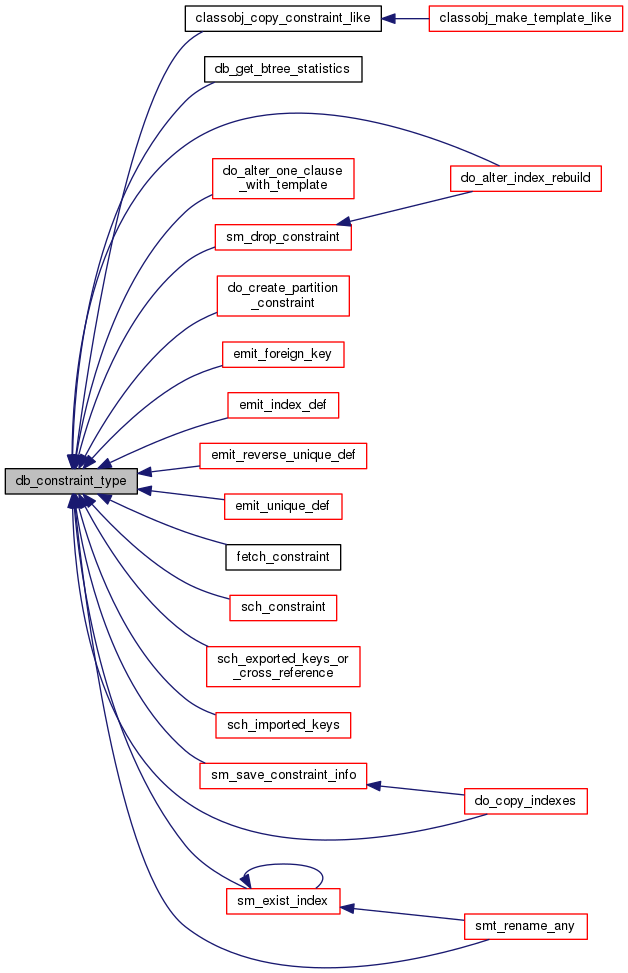 classobj_copy_constraint_like
classobj_make_template_like
db_get_btree_statistics
do_alter_one_clause
_with_template
do_alter_index_rebuild
sm_drop_constraint
do_create_partition
_constraint
emit_foreign_key
emit_index_def
emit_reverse_unique_def
db_constraint_type
emit_unique_def
fetch_constraint
sch_constraint
sch_exported_keys_or
_cross_reference
sch_imported_keys
sm_save_constraint_info
do_copy_indexes
sm_exist_index
smt_rename_any